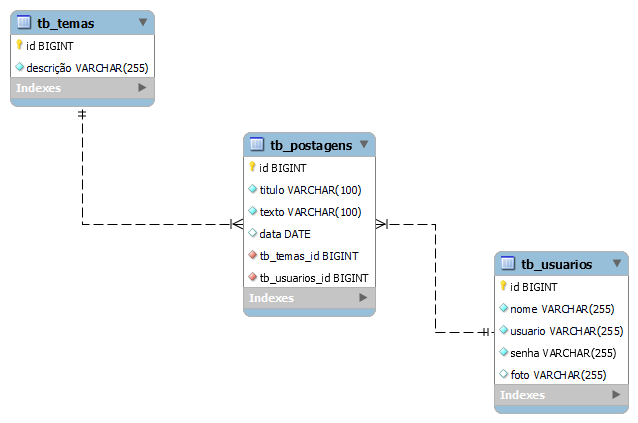 tb_temas
id BIGINT
descrição VARCHAR(255)
Indexes
tb_postagens
id BIGINT
titulo VARCHAR(100)
texto VARCHAR(100)
data DATE
tb_temas_id BIGINT
tb_usuarios_id BIGINT
Indexes
tb_usuarios
id BIGINT
nome VARCHAR(255)
usuario VARCHAR(255)
senha VARCHAR(255)
foto VARCHAR(255)
Indexes